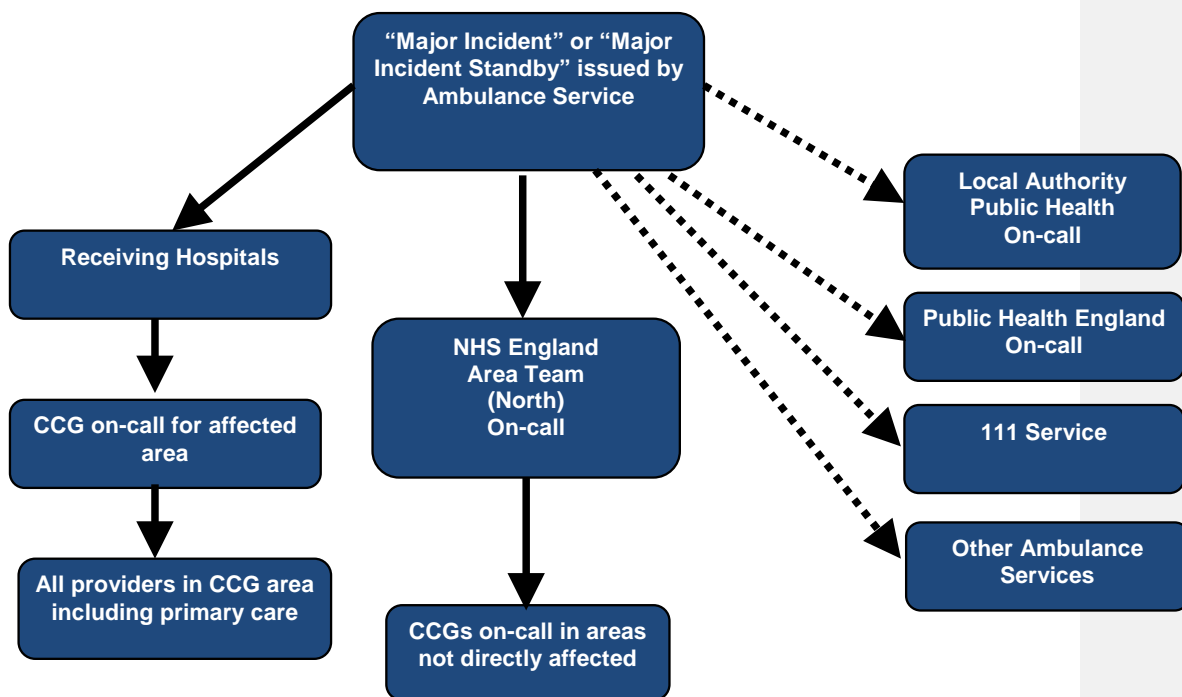 “Major Incident” or “Major
Incident Standby” issued by
Ambulance Service
Local Authority
Public Health
On-call
Receiving Hospitals
Public Health England
On-call
NHS England
Area Team
(North)
On-call
CCG on-call for affected
area
111 Service
Other Ambulance
Services
All providers in CCG area
including primary care
CCGs on-call in areas
not directly affected